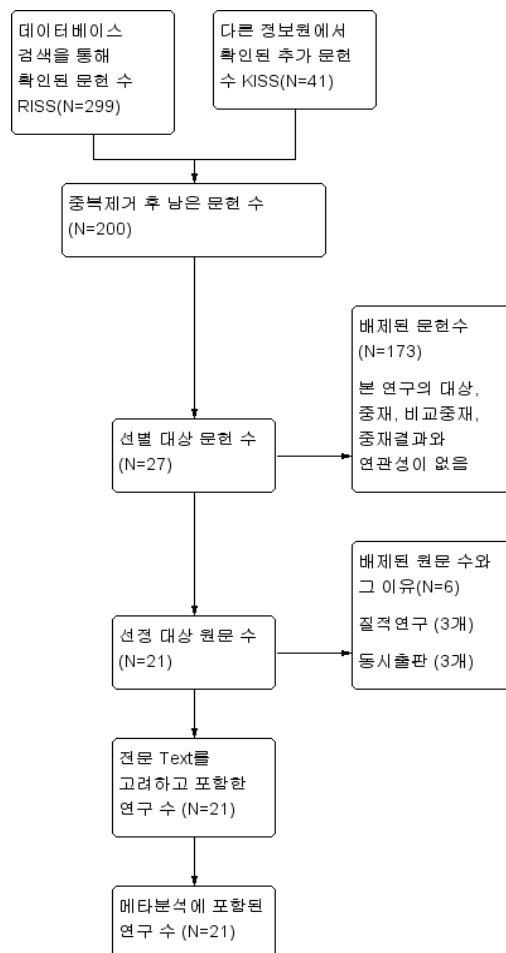 데이터베이스
검색을 통해
확인된 문헌 수
RISS(N=299)
다른 정보원에서
확인된 추가 문헌
수 KISS(N=41)
중복제거 후 남은 문헌 수
(N=200)
배제된 문헌수
(N=173)
본 연구의 대상,
중재, 비교중재,
중재결과와
연관성이 없음
선별 대상 문헌 수
(N=27)
배제된 원문 수와
그 이유(N=6)
질적연구 (3개)
동시출판 (3개)
선정 대상 원문 수
(N=21)
전문 Text를
고려하고 포함한
연구 수 (N=21)
메타분석에 포함된
연구 수 (N=21)